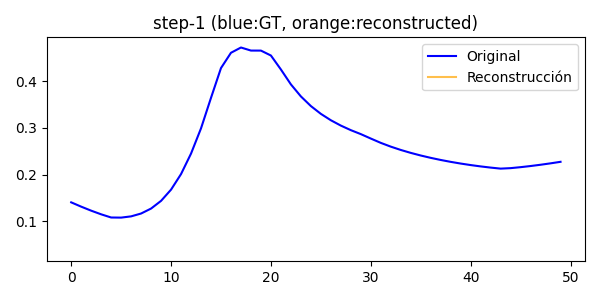 step-1 (blue:GT, orange:reconstructed)
Original
Reconstrucción
0.4
0.3
0.2
0.1
0 10 20 30 40 50